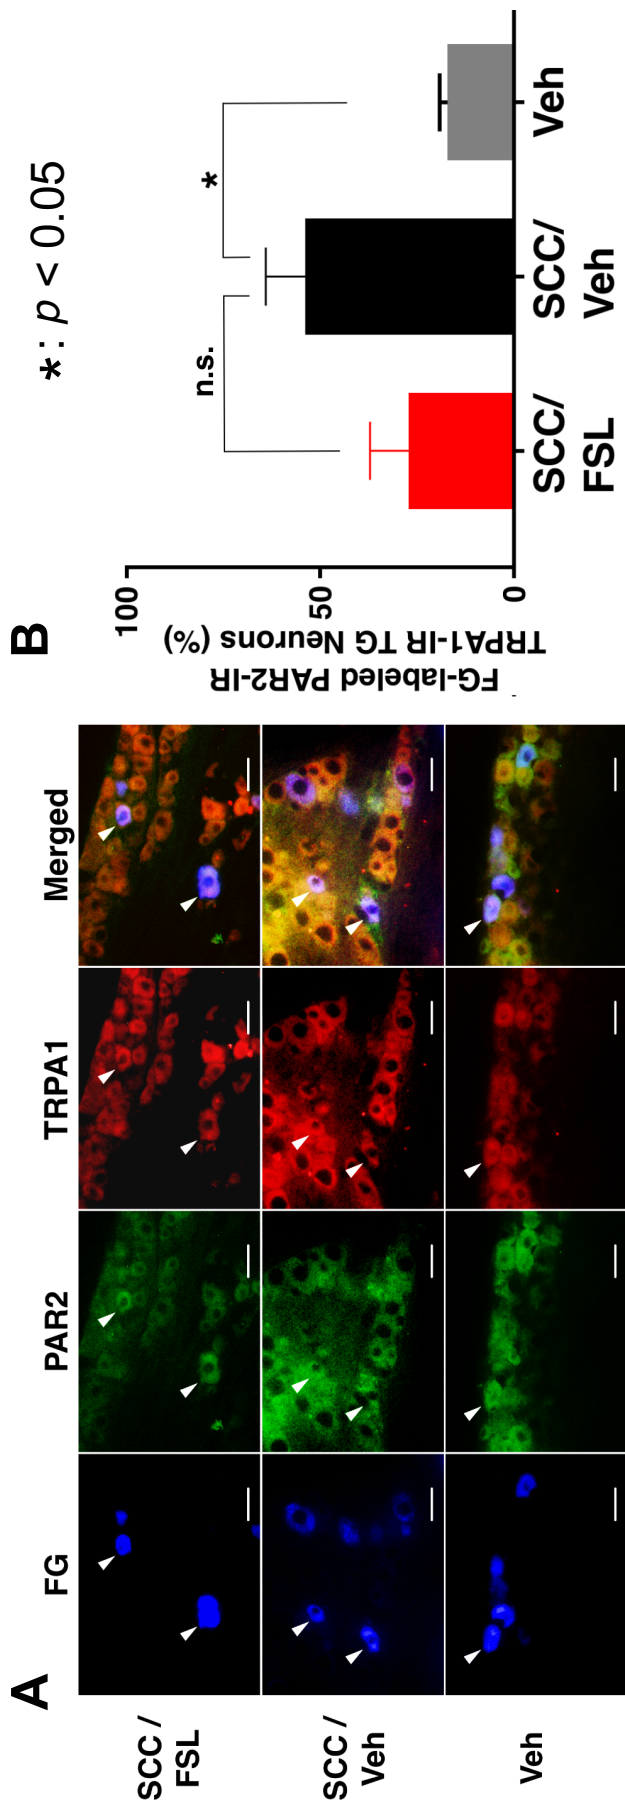 A
FG
PAR2
TRPA1
Merged
SCC /
FSL
SCC /
Veh
Veh
B
*: p < 0.05
FG-labeled PAR2-IR
TRPA1-IR TG Neurons (%)
100
50
0
n.s.
*
SCC/
FSL
SCC/
Veh
Veh